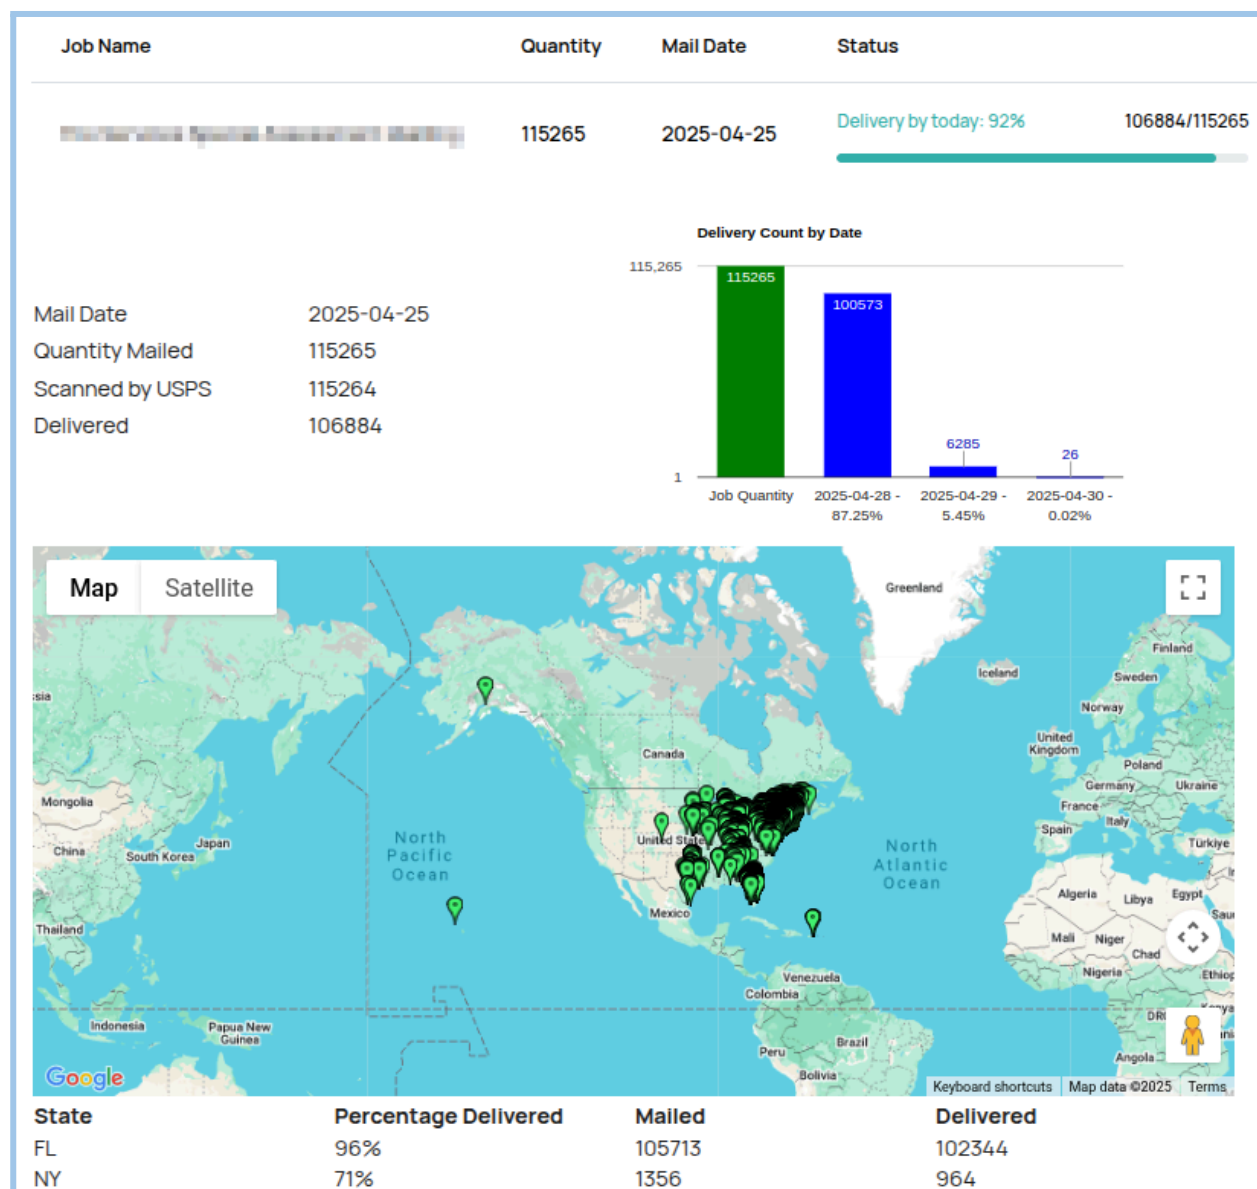 Job Name Quantity Mail Date Status
115265 2025-04-25 Delivery by today: 92% 106884/115265
Delivery Count by Date
115,265
115265
100573
6285
26
1
Job Quantity 2025-04-28 - 2025-04-29 - 2025-04-30 -
87.25% 5.45% 0.02%
Mail Date 2025-04-25
Quantity Mailed 115265
Scanned by USPS 115264
Delivered 106884
Map Satellite
Greenland
Finland
Iceland
Sweden
sia
Norway
United
Kingdom
Canada
Poland
Germany
Ukraine
Mongolia
France
Italy
North
Pacific
Ocean
Spain
Japan
United State
North
Atlantic
Ocean
Türkiye
China
South Korea
Algeria
Libya
Egypt
Mexico
Sau
Thailand
Mali
Niger
Chad
Venezuela
Nigeria
Ethiop
Colombia
Indonesia
Papua New
Guinea
DR
enya
Brazil
Peru
Angola
Bolivia
Google
Keyboard shortcuts Map data ©2025 Terms
State Percentage Delivered Mailed Delivered
FL 96% 105713 102344
NY 71% 1356 964